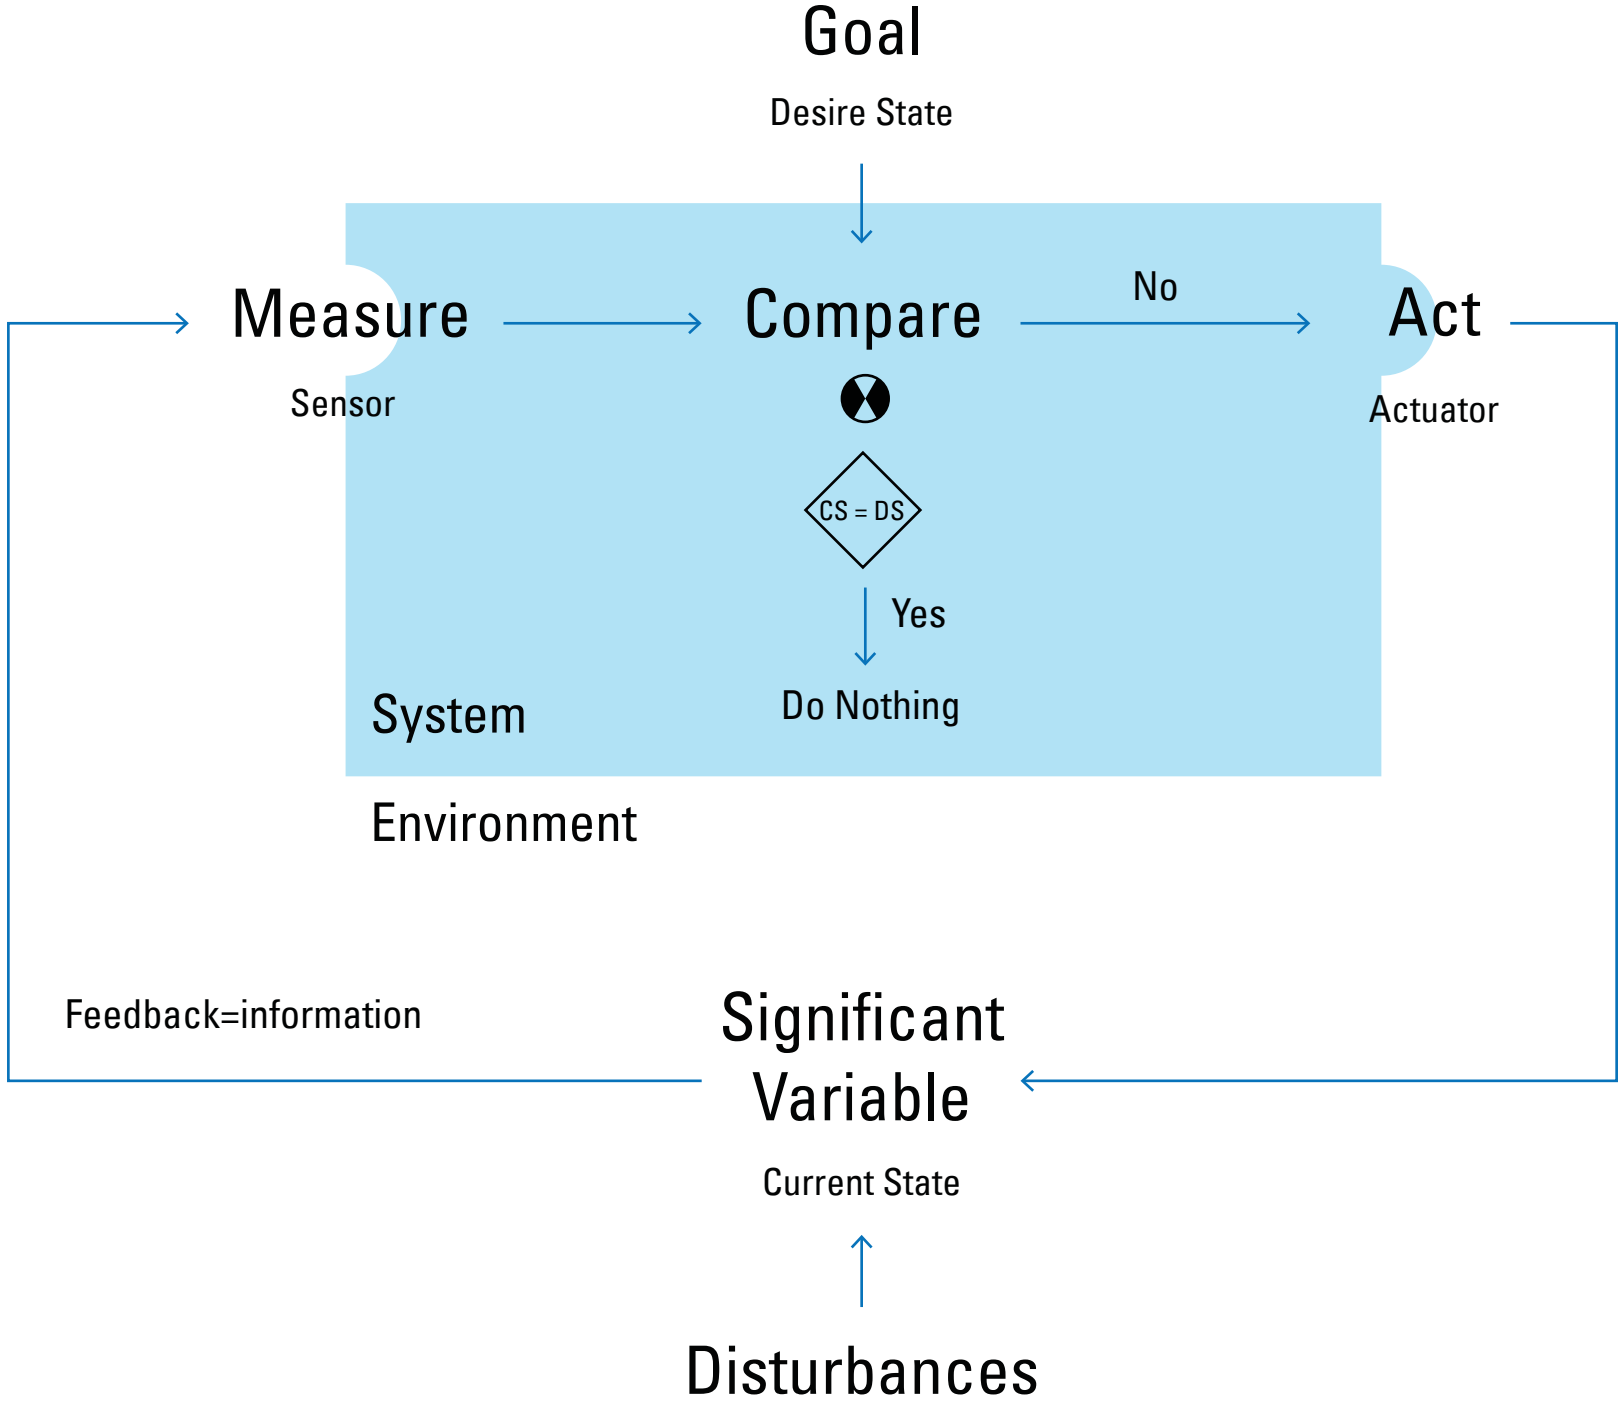 Goal
Desire State
No
Measure
Compare
Act
Sensor
Actuator
CS = DS
Yes
Do Nothing
System
Environment
Feedback=information
Significant
Variable
Current State
Disturbances